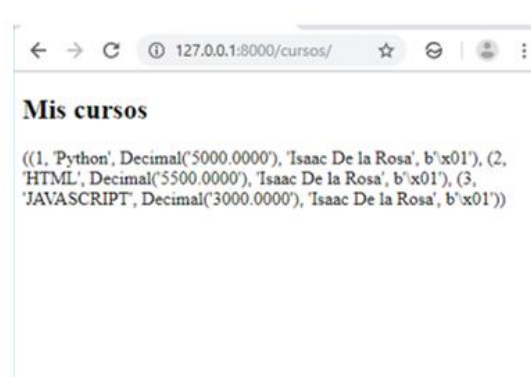 127.0.0.1:8000/cursos/
Mis cursos
((1, 'Python', Decimal('5000.0000'), 'Isaac De la Rosa', b'\x01'), (2,
'HTML', Decimal('5500.0000'), 'Isaac De la Rosa', b'\x01'), (3,
'JAVASCRIPT', Decimal('3000.0000'), 'Isaac De la Rosa', b'\x01'))